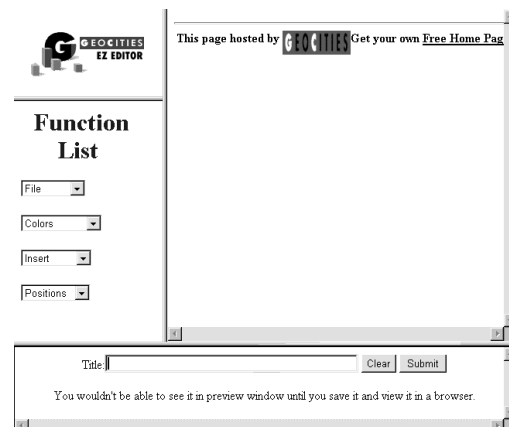 GEOCITIES
EZ EDITOR
This page hosted by GEOCITIES Get your own Free Home Pag
Function
List
File
Colors
Insert
Positions
Title:
Clear
Submit
You wouldn't be able to see it in preview window until you save it and view it in a browser.